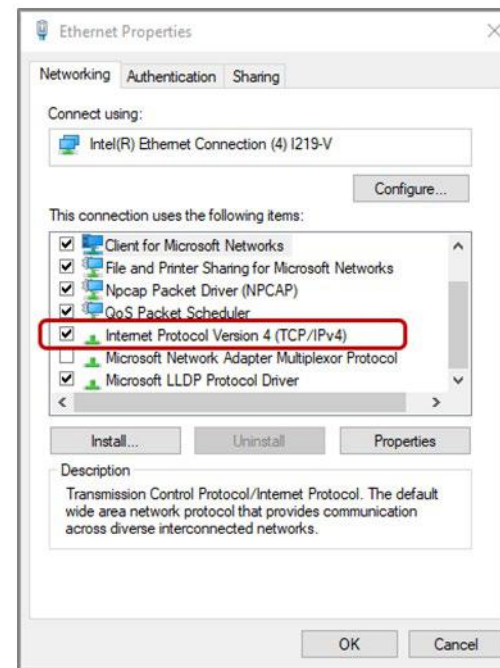 Ethernet Properties
Networking Authentication Sharing
Connect using:
Intel(R) Ethernet Connection (4) I219-V
Configure...
This connection uses the following items:
Client for Microsoft Networks
File and Printer Sharing for Microsoft Networks
Npcap Packet Driver (NPCAP)
QoS Packet Scheduler
Internet Protocol Version 4 (TCP/IPv4)
Microsoft Network Adapter Multiplexor Protocol
Microsoft LLDP Protocol Driver
Install... Uninstall Properties
Description
Transmission Control Protocol/Internet Protocol. The default
wide area network protocol that provides communication
across diverse interconnected networks.
OK Cancel